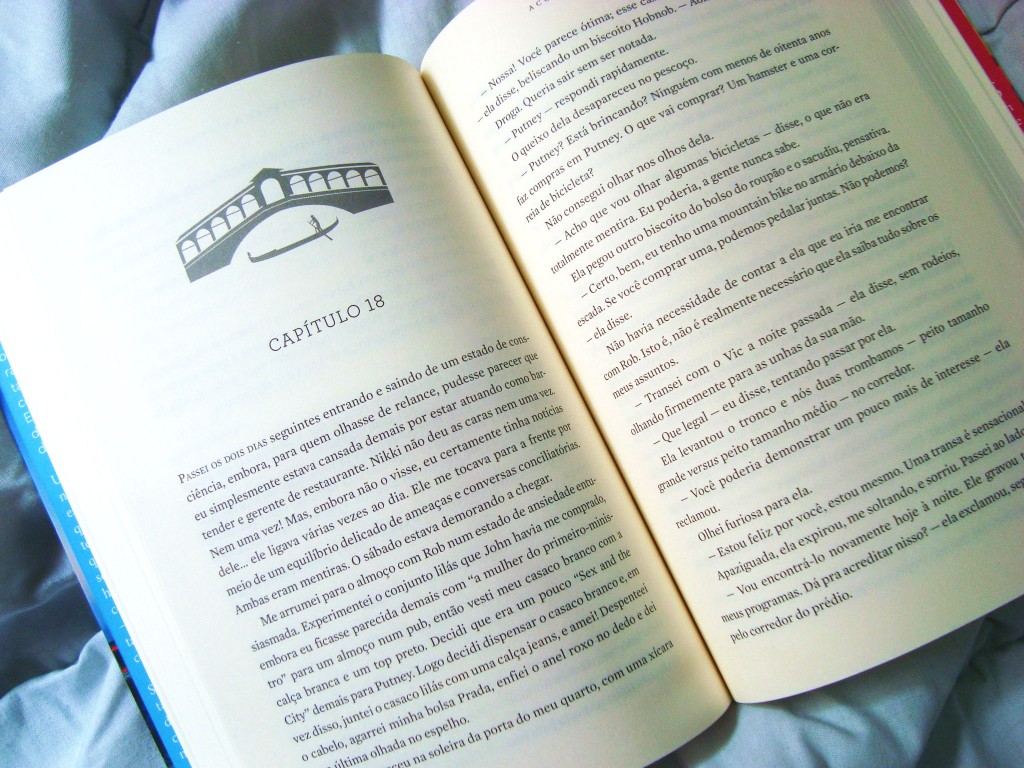 CAPÍTULO 18
PASSEI OS DOIS DIAS seguintes entrando e saindo de um estado de cons-
ciência, embora, para quem olhasse de relance, pudesse parecer que
eu simplesmente estava cansada demais por estar atuando como bar-
tender e gerente de restaurante. Nikki não deu as caras nem uma vez.
Nem uma vez! Mas, embora não o visse, eu certamente tinha notícias
dele... ele ligava várias vezes ao dia. Ele me tocava para a frente por
meio de um equilíbrio delicado de ameaças e conversas conciliatórias.
Ambas eram mentiras. O sábado estava demorando a chegar.
Me arrumei para o almoço com Rob num estado de ansiedade entu-
siasmada. Experimentei o conjunto lilás que John havia me comprado,
embora eu ficasse parecida demais com "a mulher do primeiro-minis-
tro" para um almoço num pub, então vesti meu casaco branco com a
calça branca e um top preto. Decidi que era um pouco "Sex and the
City" demais para Putney. Logo decidi dispensar o casaco branco e, em
vez disso, juntei o casaco lilás com uma calça jeans, e amei! Despenteei
o cabelo, agarrei minha bolsa Prada, enfiei o anel roxo no dedo e dei
última olhada no espelho.
na soleira da porta do meu quarto, com uma xícara
– Nossa! Você parece ótima; esse
– ela disse, beliscando um biscoito Hobnob. –
Droga. Queria sair sem ser notada.
– Putney – respondi rapidamente.
O queixo dela desapareceu no pescoço.
– Putney? Está brincando? Ninguém com menos de oitenta anos
faz compras em Putney. O que vai comprar? Um hamster e uma cor-
reia de bicicleta?
Não consegui olhar nos olhos dela.
– Acho que vou olhar algumas bicicletas – disse, o que não era
totalmente mentira. Eu poderia, a gente nunca sabe.
Ela pegou outro biscoito do bolso do roupão e o sacudiu, pensativa.
– Certo, bem, eu tenho uma mountain bike no armário debaixo da
escada. Se você comprar uma, podemos pedalar juntas. Não podemos?
– ela disse.
Não havia necessidade de contar a ela que eu iria me encontrar
com Rob. Isto é, não é realmente necessário que ela saiba tudo sobre os
meus assuntos.
– Transei com o Vic a noite passada – ela disse, sem rodeios,
olhando firmemente para as unhas da sua mão.
– Que legal – eu disse, tentando passar por ela.
Ela levantou o tronco e nós duas trombamos – peito tamanho
grande versus peito tamanho médio – no corredor.
– Você poderia demonstrar um pouco mais de interesse – ela
reclamou.
Olhei furiosa para ela.
– Estou feliz por você, estou mesmo. Uma transa é sensacional
Apaziguada, ela expirou, me soltando, e sorriu. Passei ao lado
– Vou encontrá-lo novamente hoje à noite. Ele gravou
meus programas. Dá pra acreditar nisso? – ela exclamou,
pelo corredor do prédio.